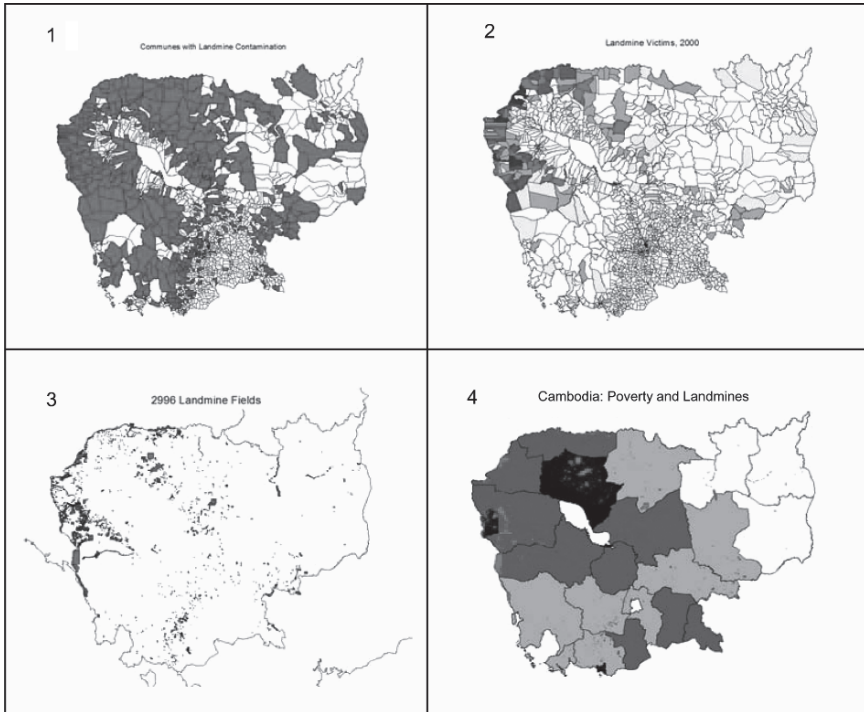 1
Communes with Landmine Contamination
2
Landmine Victims, 2000
3
2996 Landmine Fields
4
Cambodia: Poverty and Landmines